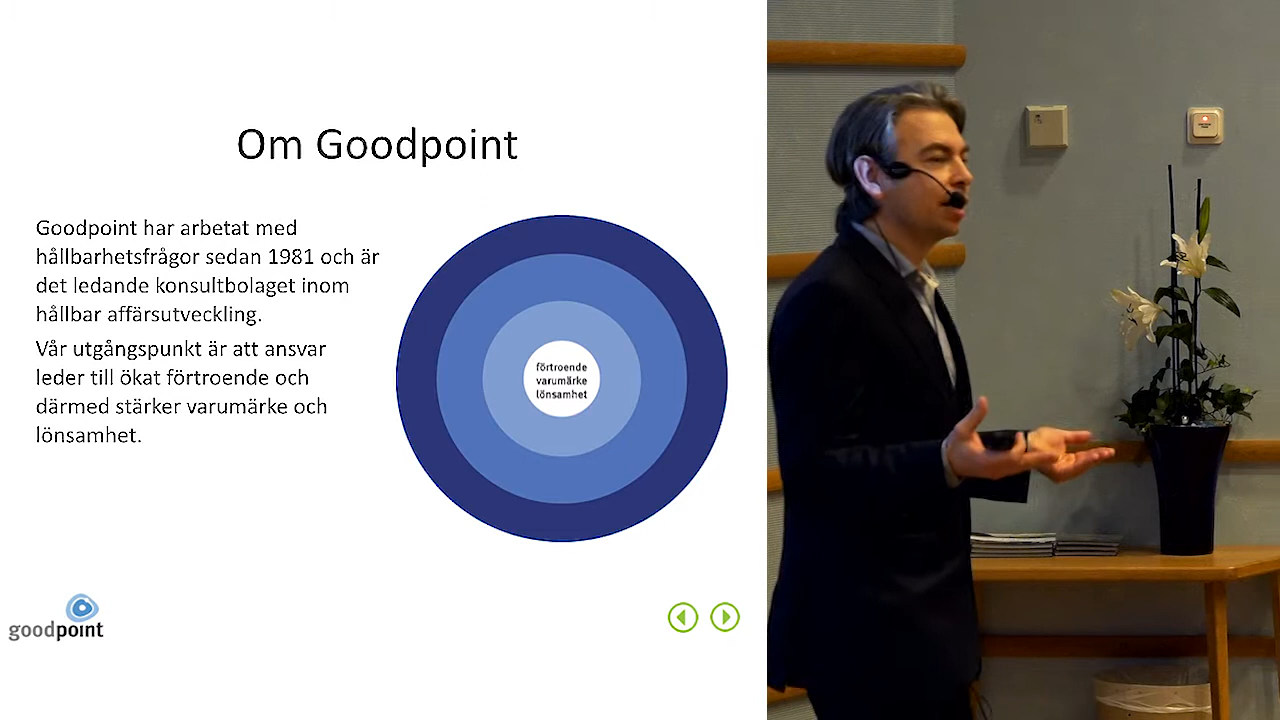 Om Goodpoint
Goodpoint har arbetat med
hållbarhetsfrågor sedan 1981 och är
det ledande konsultbolaget inom
hållbar affärsutveckling.
Vår utgångspunkt är att ansvar
leder till ökat förtroende och
därmed stärker varumärke och
lönsamhet.
förtroende
varumärke
lönsamhet
goodpoint